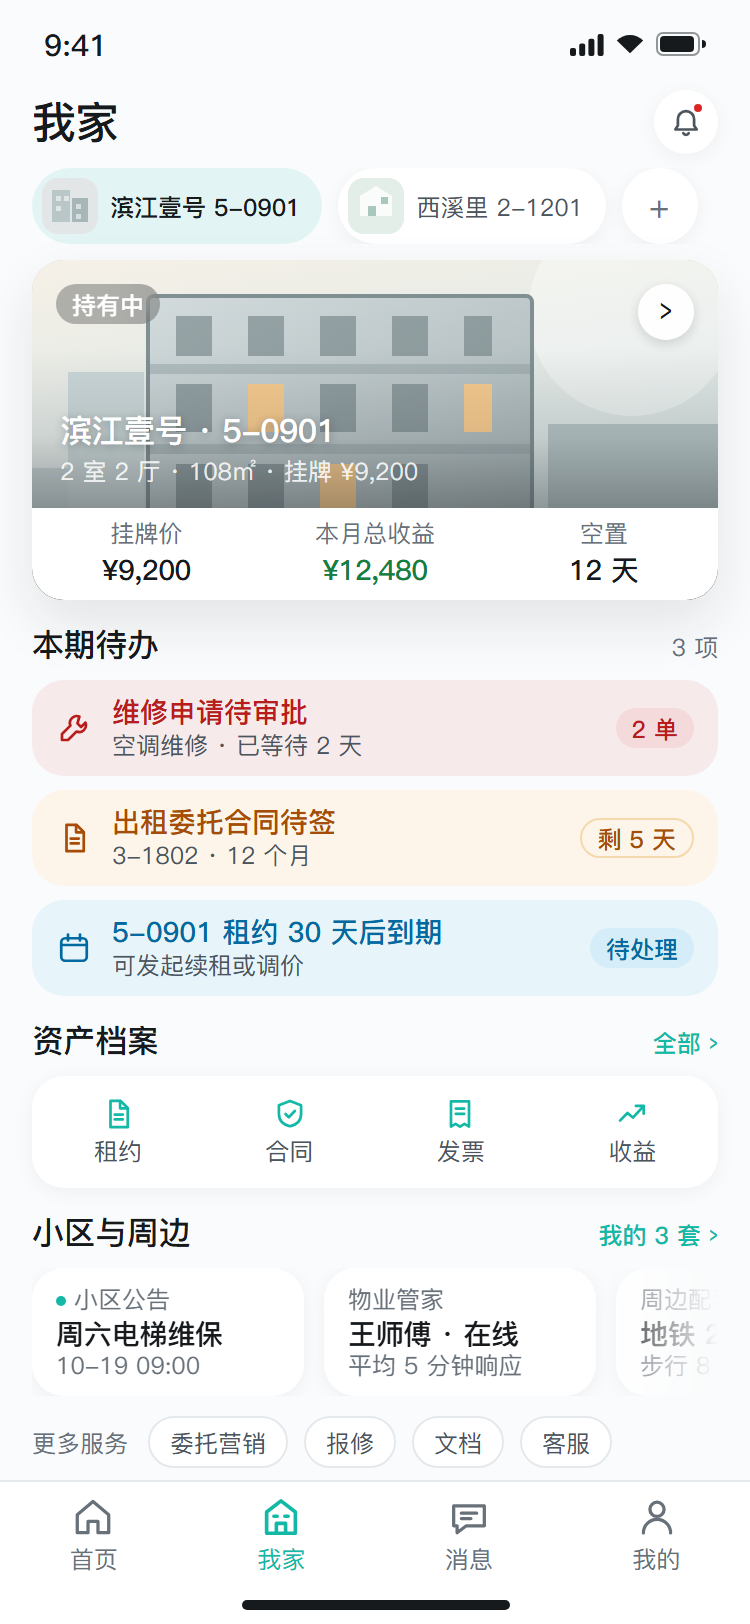 9:41
我家
滨江壹号 5-0901
西溪里 2-1201
+
持有中
滨江壹号 · 5-0901
2 室 2 厅 · 108㎡ · 挂牌 ¥9,200
挂牌价
本月总收益
空置
¥9,200
¥12,480
12 天
本期待办
3 项
维修申请待审批
空调维修 · 已等待 2 天
2 单
出租委托合同待签
3-1802 · 12 个月
剩 5 天
5-0901 租约 30 天后到期
可发起续租或调价
待处理
资产档案
全部 >
租约
合同
发票
收益
小区与周边
我的 3 套 >
小区公告
周六电梯维保
10-19 09:00
物业管家
王师傅 · 在线
平均 5 分钟响应
周边配
地铁 2
步行 8
更多服务
委托营销
报修
文档
客服
首页
我家
消息
我的